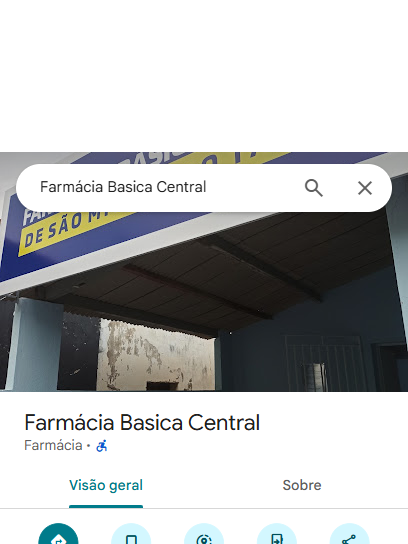 Farmácia Basica Central
DE SÃO M
Farmácia Basica Central
Farmácia •
Visão geral
Sobre